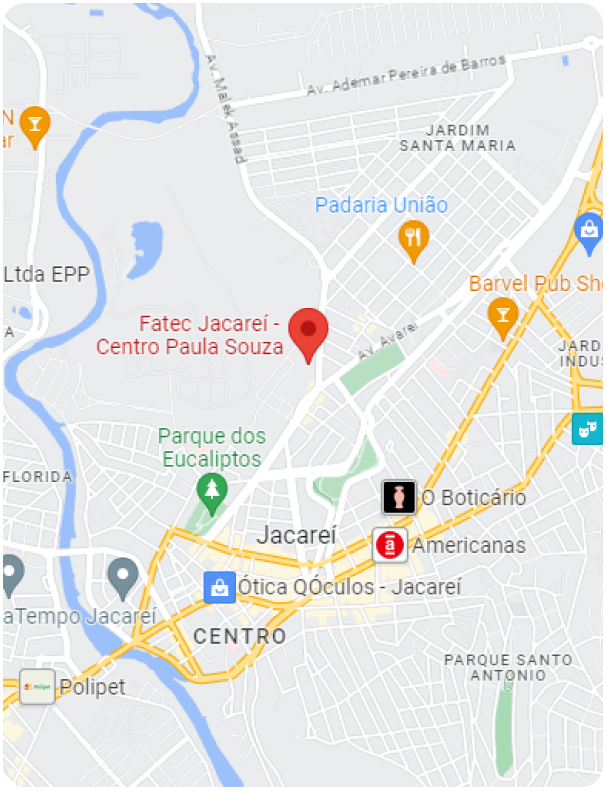 Av. Malek Assad
Av. Ademar Pereira de Barros
N
ar
JARDIM
SANTA MARIA
Padaria União
Ltda EPP
Barvel Pub Sho
Fatec Jacareí -
Centro Paula Souza
A
Av. Avareí
JARD
INDUS
Parque dos
Eucaliptos
FLORIDA
O Boticário
Jacareí
Americanas
a
Ótica QÓculos - Jacareí
aTempo Jacareí
CENTRO
PARQUE SANTO
ANTONIO
Polipet
Polipet